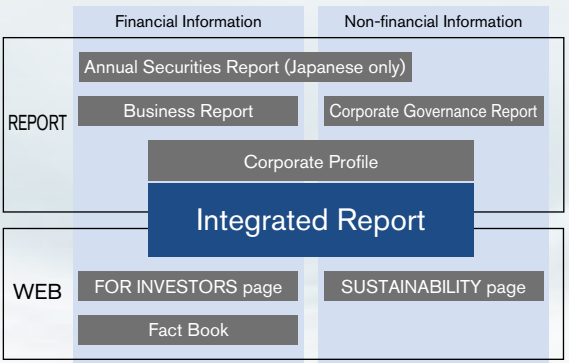 Financial Information
Non-financial Information
REPORT
Annual Securities Report (Japanese only)
Business Report
Corporate Governance Report
Corporate Profile
Integrated Report
WEB
FOR INVESTORS page
SUSTAINABILITY page
Fact Book